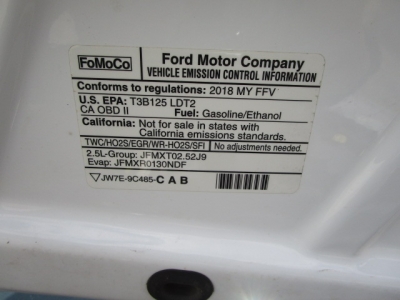 FoMoCo
Ford Motor Company
VEHICLE EMISSION CONTROL INFORMATION
Conforms to regulations: 2018 MY FFV
U.S. EPA: T3B125 LDT2
CA OBD II Fuel: Gasoline/Ethanol
California: Not for sale in states with
California emissions standards.
TWC/HO2S/EGR/WR-HO2S/SFI No adjustments needed.
2.5L-Group: JFMXT02.52J9
Evap: JFMXR0130NDF
JW7E-9C485-C A B